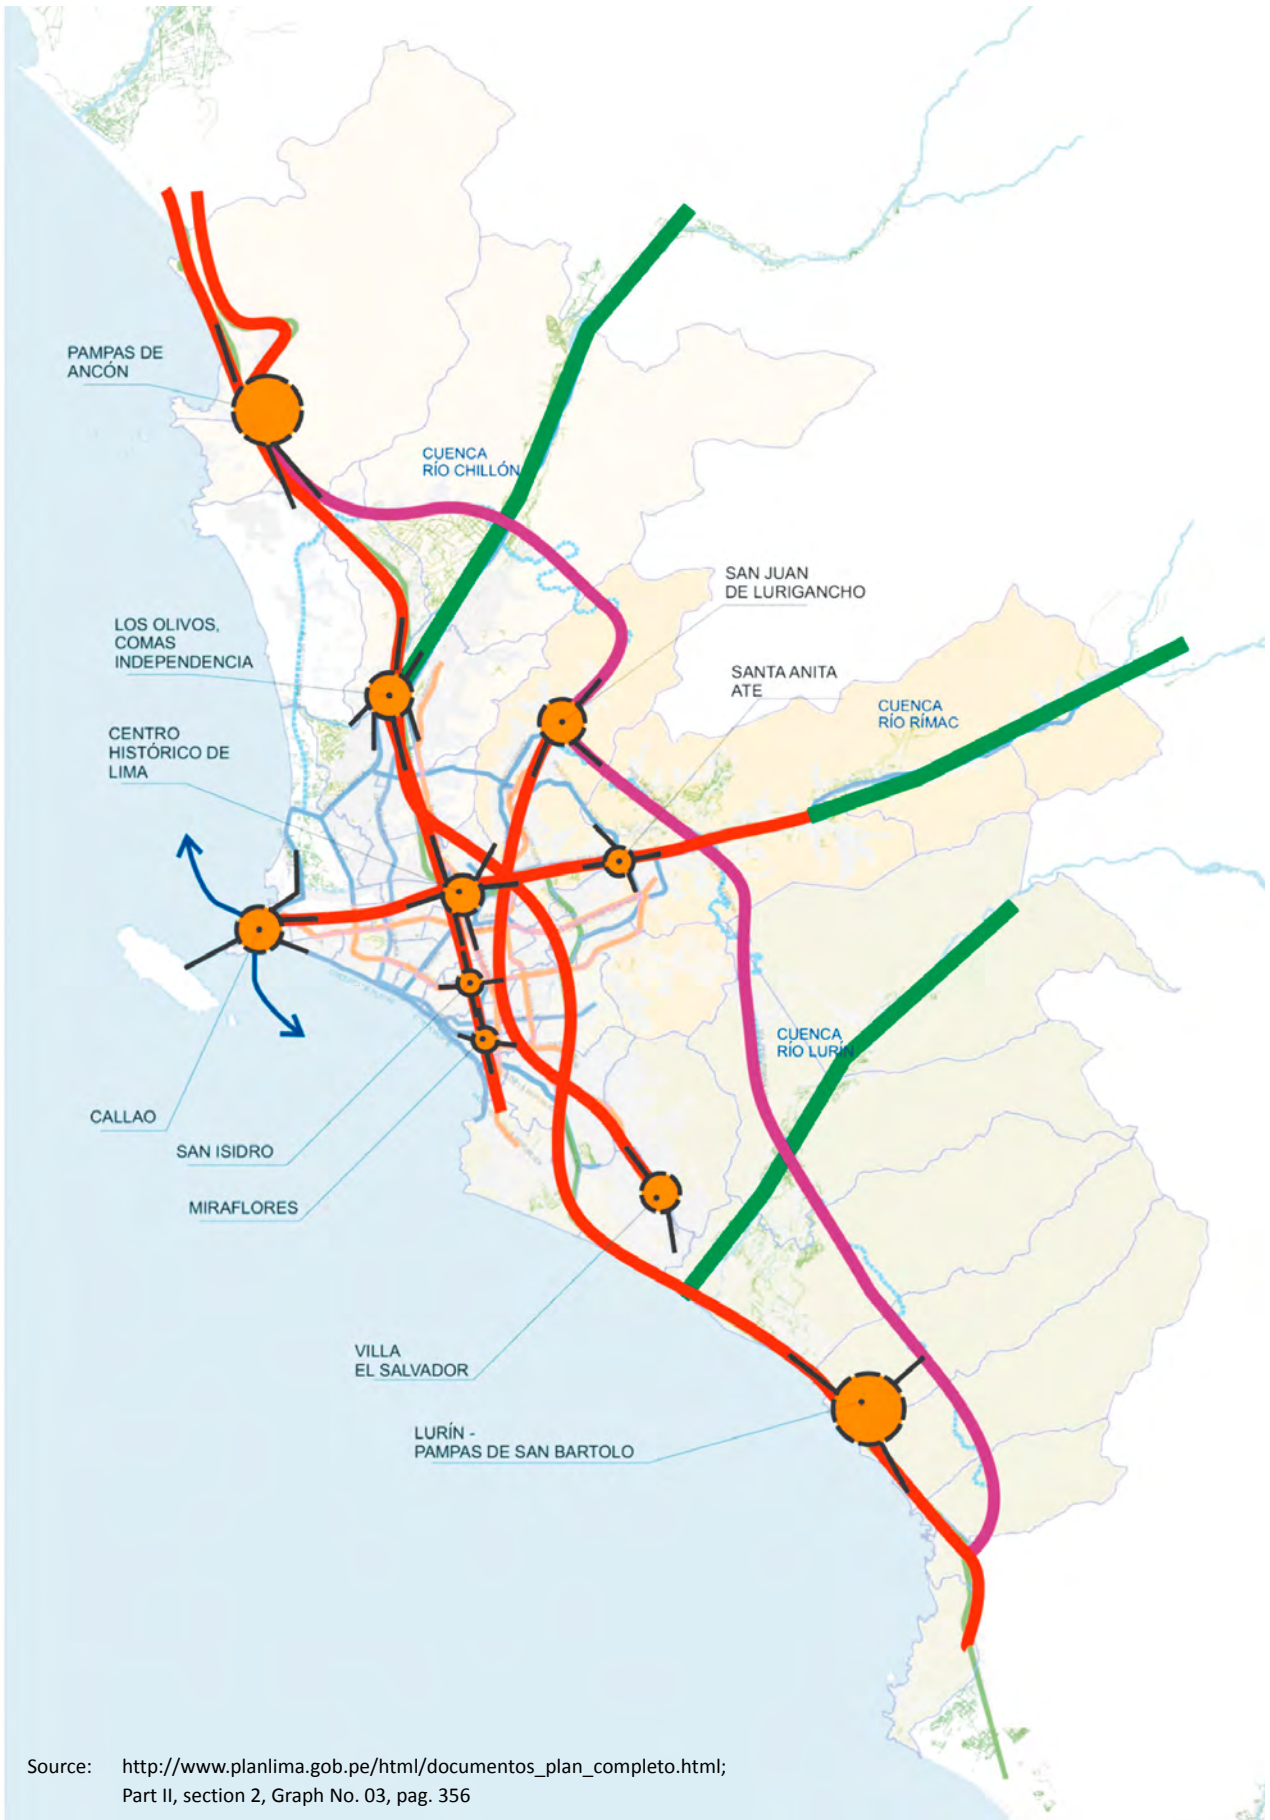 PAMPAS DE
ANCÓN
CUENCA
RÍO CHILLÓN
SAN JUAN
DE LURIGANCHO
LOS OLIVOS,
COMAS
INDEPENDENCIA
SANTA ANITA
ATE
CUENCA
RÍO RÍMAC
CENTRO
HISTÓRICO DE
LIMA
CUENCA
RÍO LURÍN
CALLAO
SAN ISIDRO
MIRAFLORES
VILLA
EL SALVADOR
LURÍN -
PAMPAS DE SAN BARTOLO
Source: http://www.planlima.gob.pe/html/documentos_plan_completo.html;
Part II, section 2, Graph No. 03, pag. 356